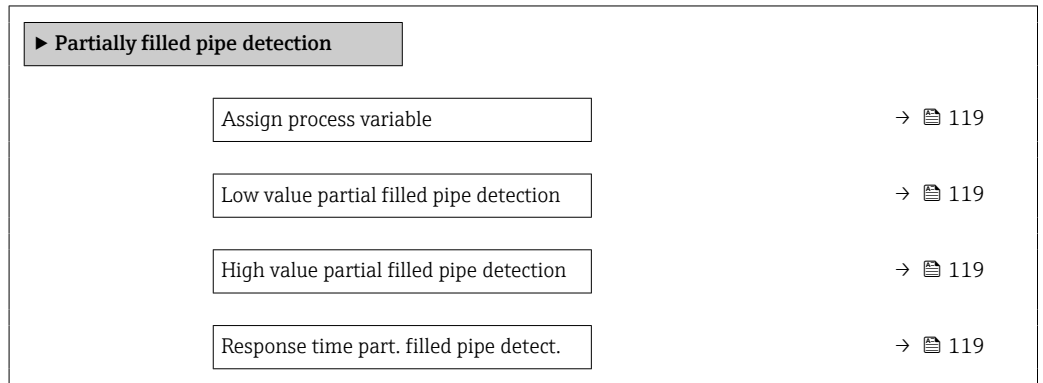 ▶ Partially filled pipe detection
Assign process variable → 119
Low value partial filled pipe detection → 119
High value partial filled pipe detection → 119
Response time part. filled pipe detect. → 119